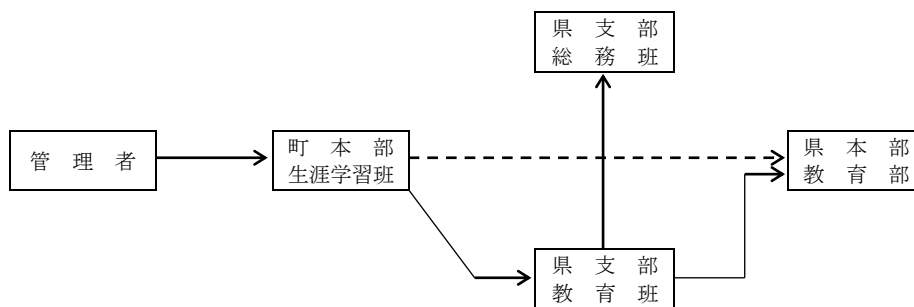 県支部
総務班
管理者
町本部
生涯学習班
県本部
教育部
県支部
教育班